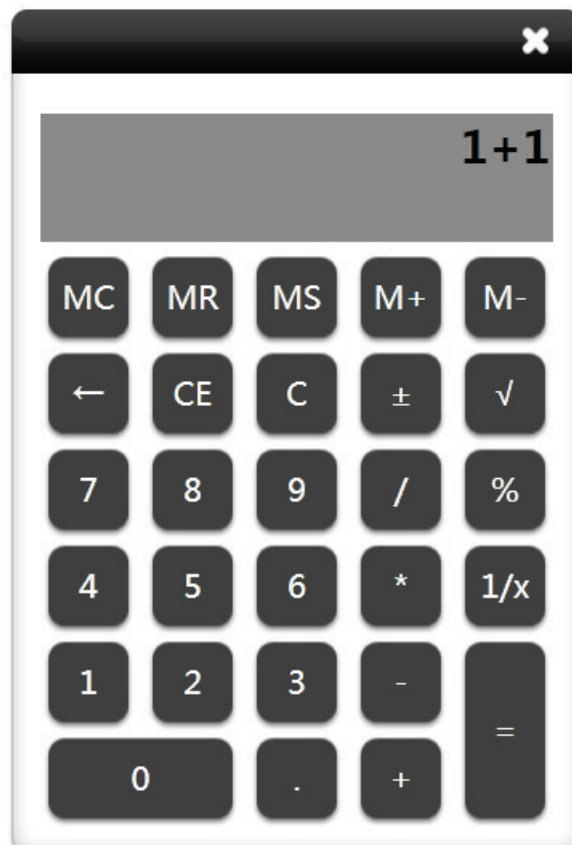 1+1
MC MR MS M+ M-
← CE C ± √
7 8 9 / %
4 5 6 * 1/x
1 2 3 - =
0 . +